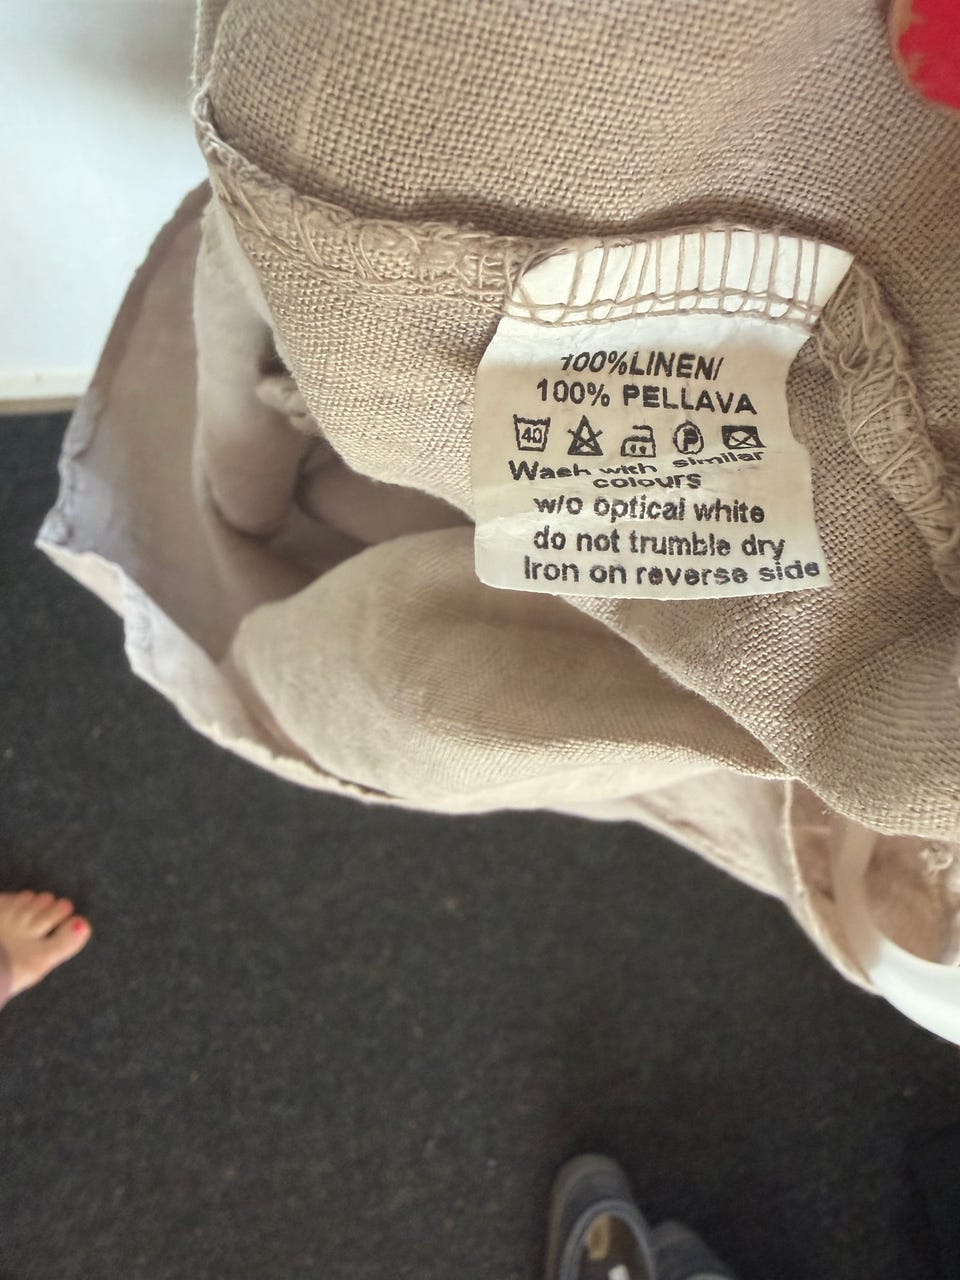 100%LINEN/
100% PELLAVA
40 P
Wash with similar
colours
w/o optical white
do not trumble dry
Iron on reverse side